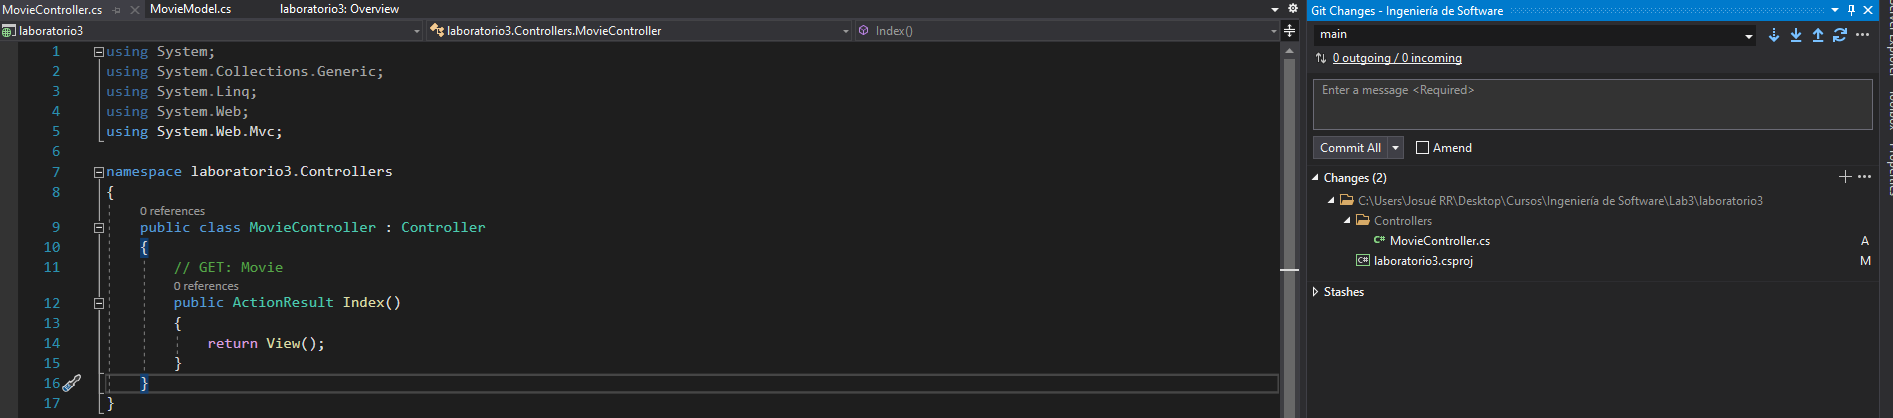 MovieController.cs
MovieModel.cs
laboratorio3: Overview
laboratorio3
laboratorio3.Controllers.MovieController
Index()
1 using System;
2 using System.Collections.Generic;
3 using System.Linq;
4 using System.Web;
5 using System.Web.Mvc;
6
7 namespace laboratorio3.Controllers
8 {
0 references
9 public class MovieController : Controller
10 {
11 // GET: Movie
0 references
12 public ActionResult Index()
13 {
14 return View();
15 }
16 }
17 }
Git Changes - Ingeniería de Software
main
0 outgoing / 0 incoming
Enter a message <Required>
Commit All
Amend
Changes (2)
C:\Users\Josué RR\Desktop\Cursos\Ingeniería de Software\Lab3\laboratorio3
Controllers
C# MovieController.cs A
C# laboratorio3.csproj M
Stashes
Properties